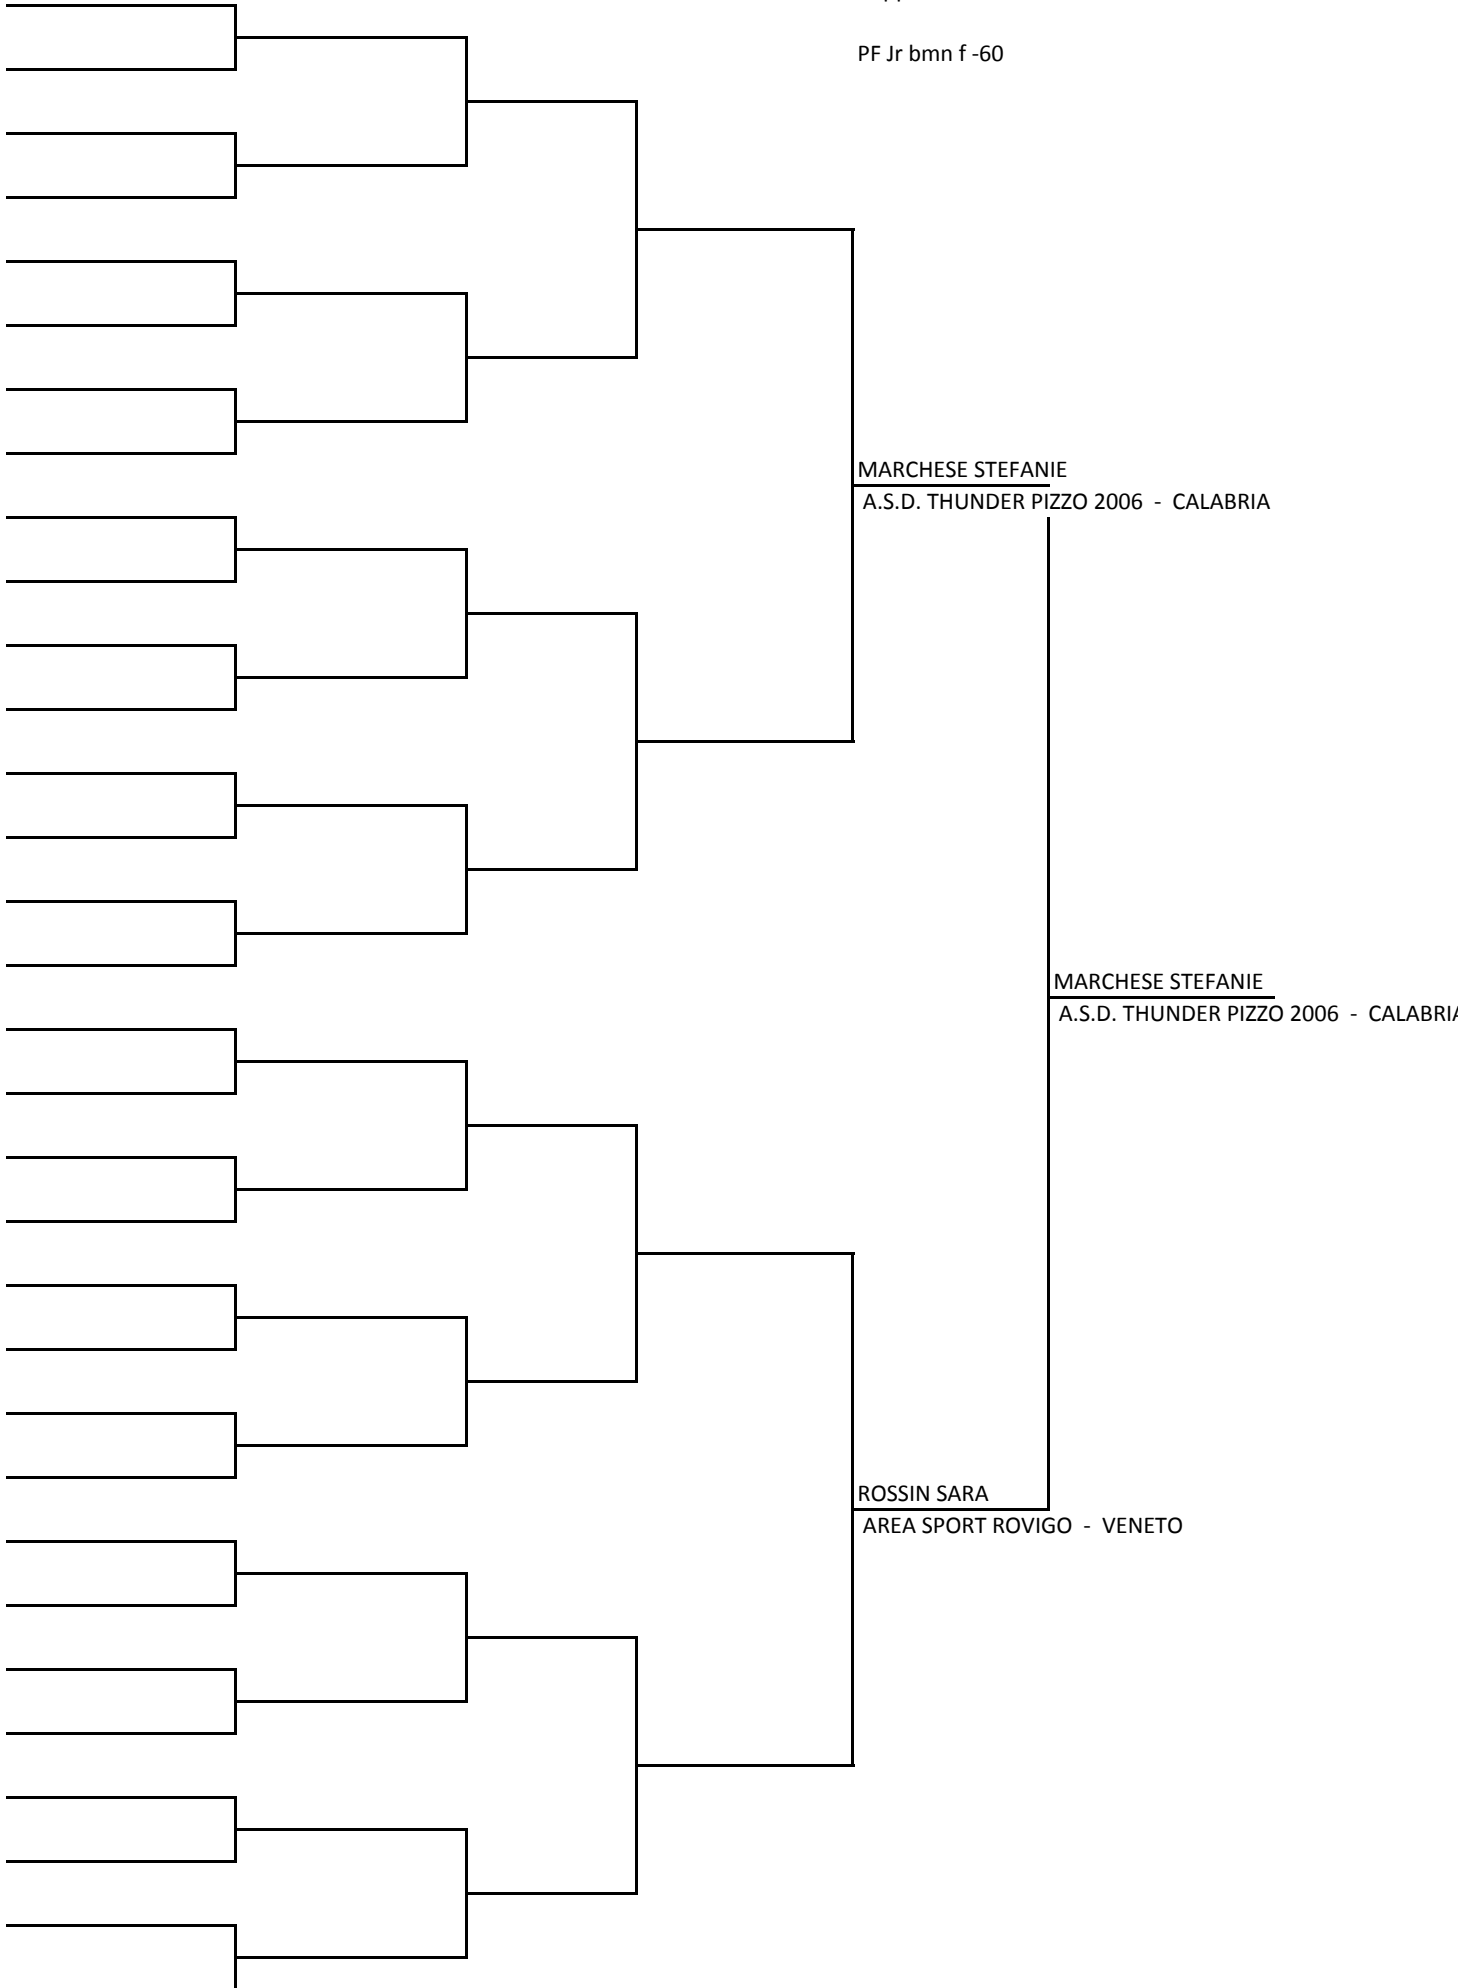 PF Jr bmn f -60
MARCHESE STEFANIE
A.S.D. THUNDER PIZZO 2006 - CALABRIA
MARCHESE STEFANIE
A.S.D. THUNDER PIZZO 2006 - CALABRIA
ROSSIN SARA
AREA SPORT ROVIGO - VENETO